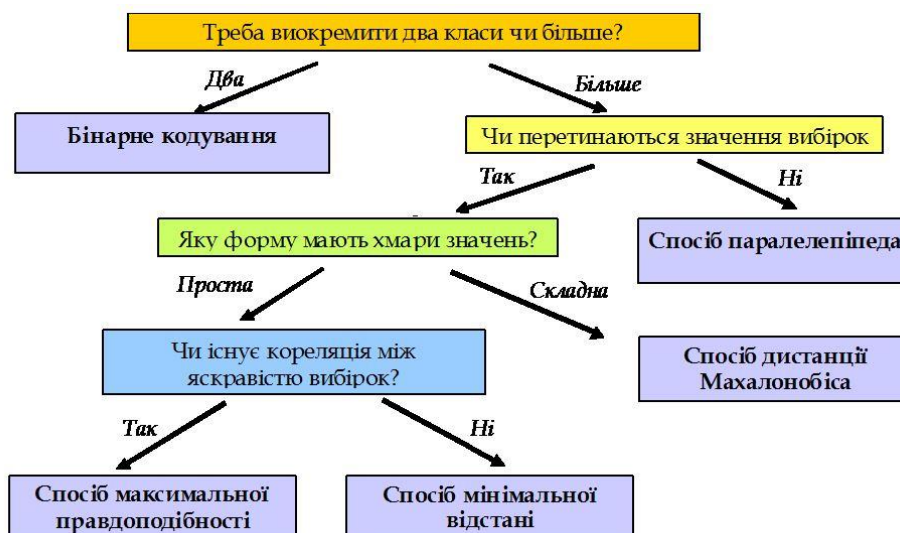 Треба виокремити два класи чи більше?
Два
Більше
Бінарне кодування
Чи перетинаються значення вибірок
Так
Ні
Яку форму мають хмари значень?
Спосіб паралелепіпеда
Проста
Складна
Чи існує кореляція між
яскравістю вибірок?
Спосіб дистанції
Махалонобіса
Так
Ні
Спосіб максимальної
правдоподібності
Спосіб мінімальної
відстані